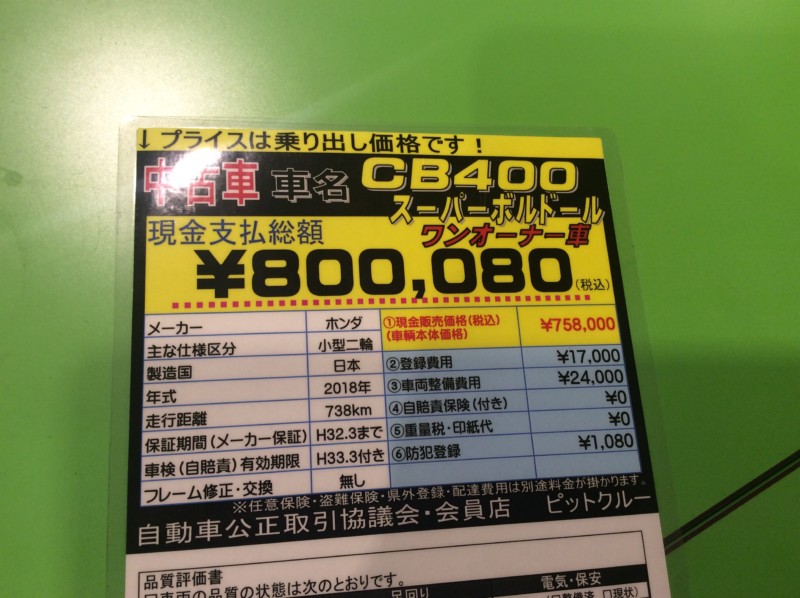 ↓プライスは乗り出し価格です！
中古車 車名 CB400
スーパーボルドール
現金支払総額 ワンオーナー車
¥800,080(税込)
メーカー ホンダ
主な仕様区分 小型二輪
製造国 日本
年式 2018年
走行距離 738km
保証期間(メーカー保証) H32.3まで
車検(自賠責)有効期限 H33.3付き
フレーム修正・交換 無し
①現金販売価格(税込) ¥758,000
(車輌本体価格)
②登録費用 ¥17,000
③車両整備費用 ¥24,000
④自賠責保険(付き) ¥0
⑤重量税・印紙代 ¥0
⑥防犯登録 ¥1,080
※任意保険・盗難保険・県外登録・配達費用は別途料金が掛かります。
自動車公正取引協議会・会員店 ピットクルー
品質評価書
電気・保安